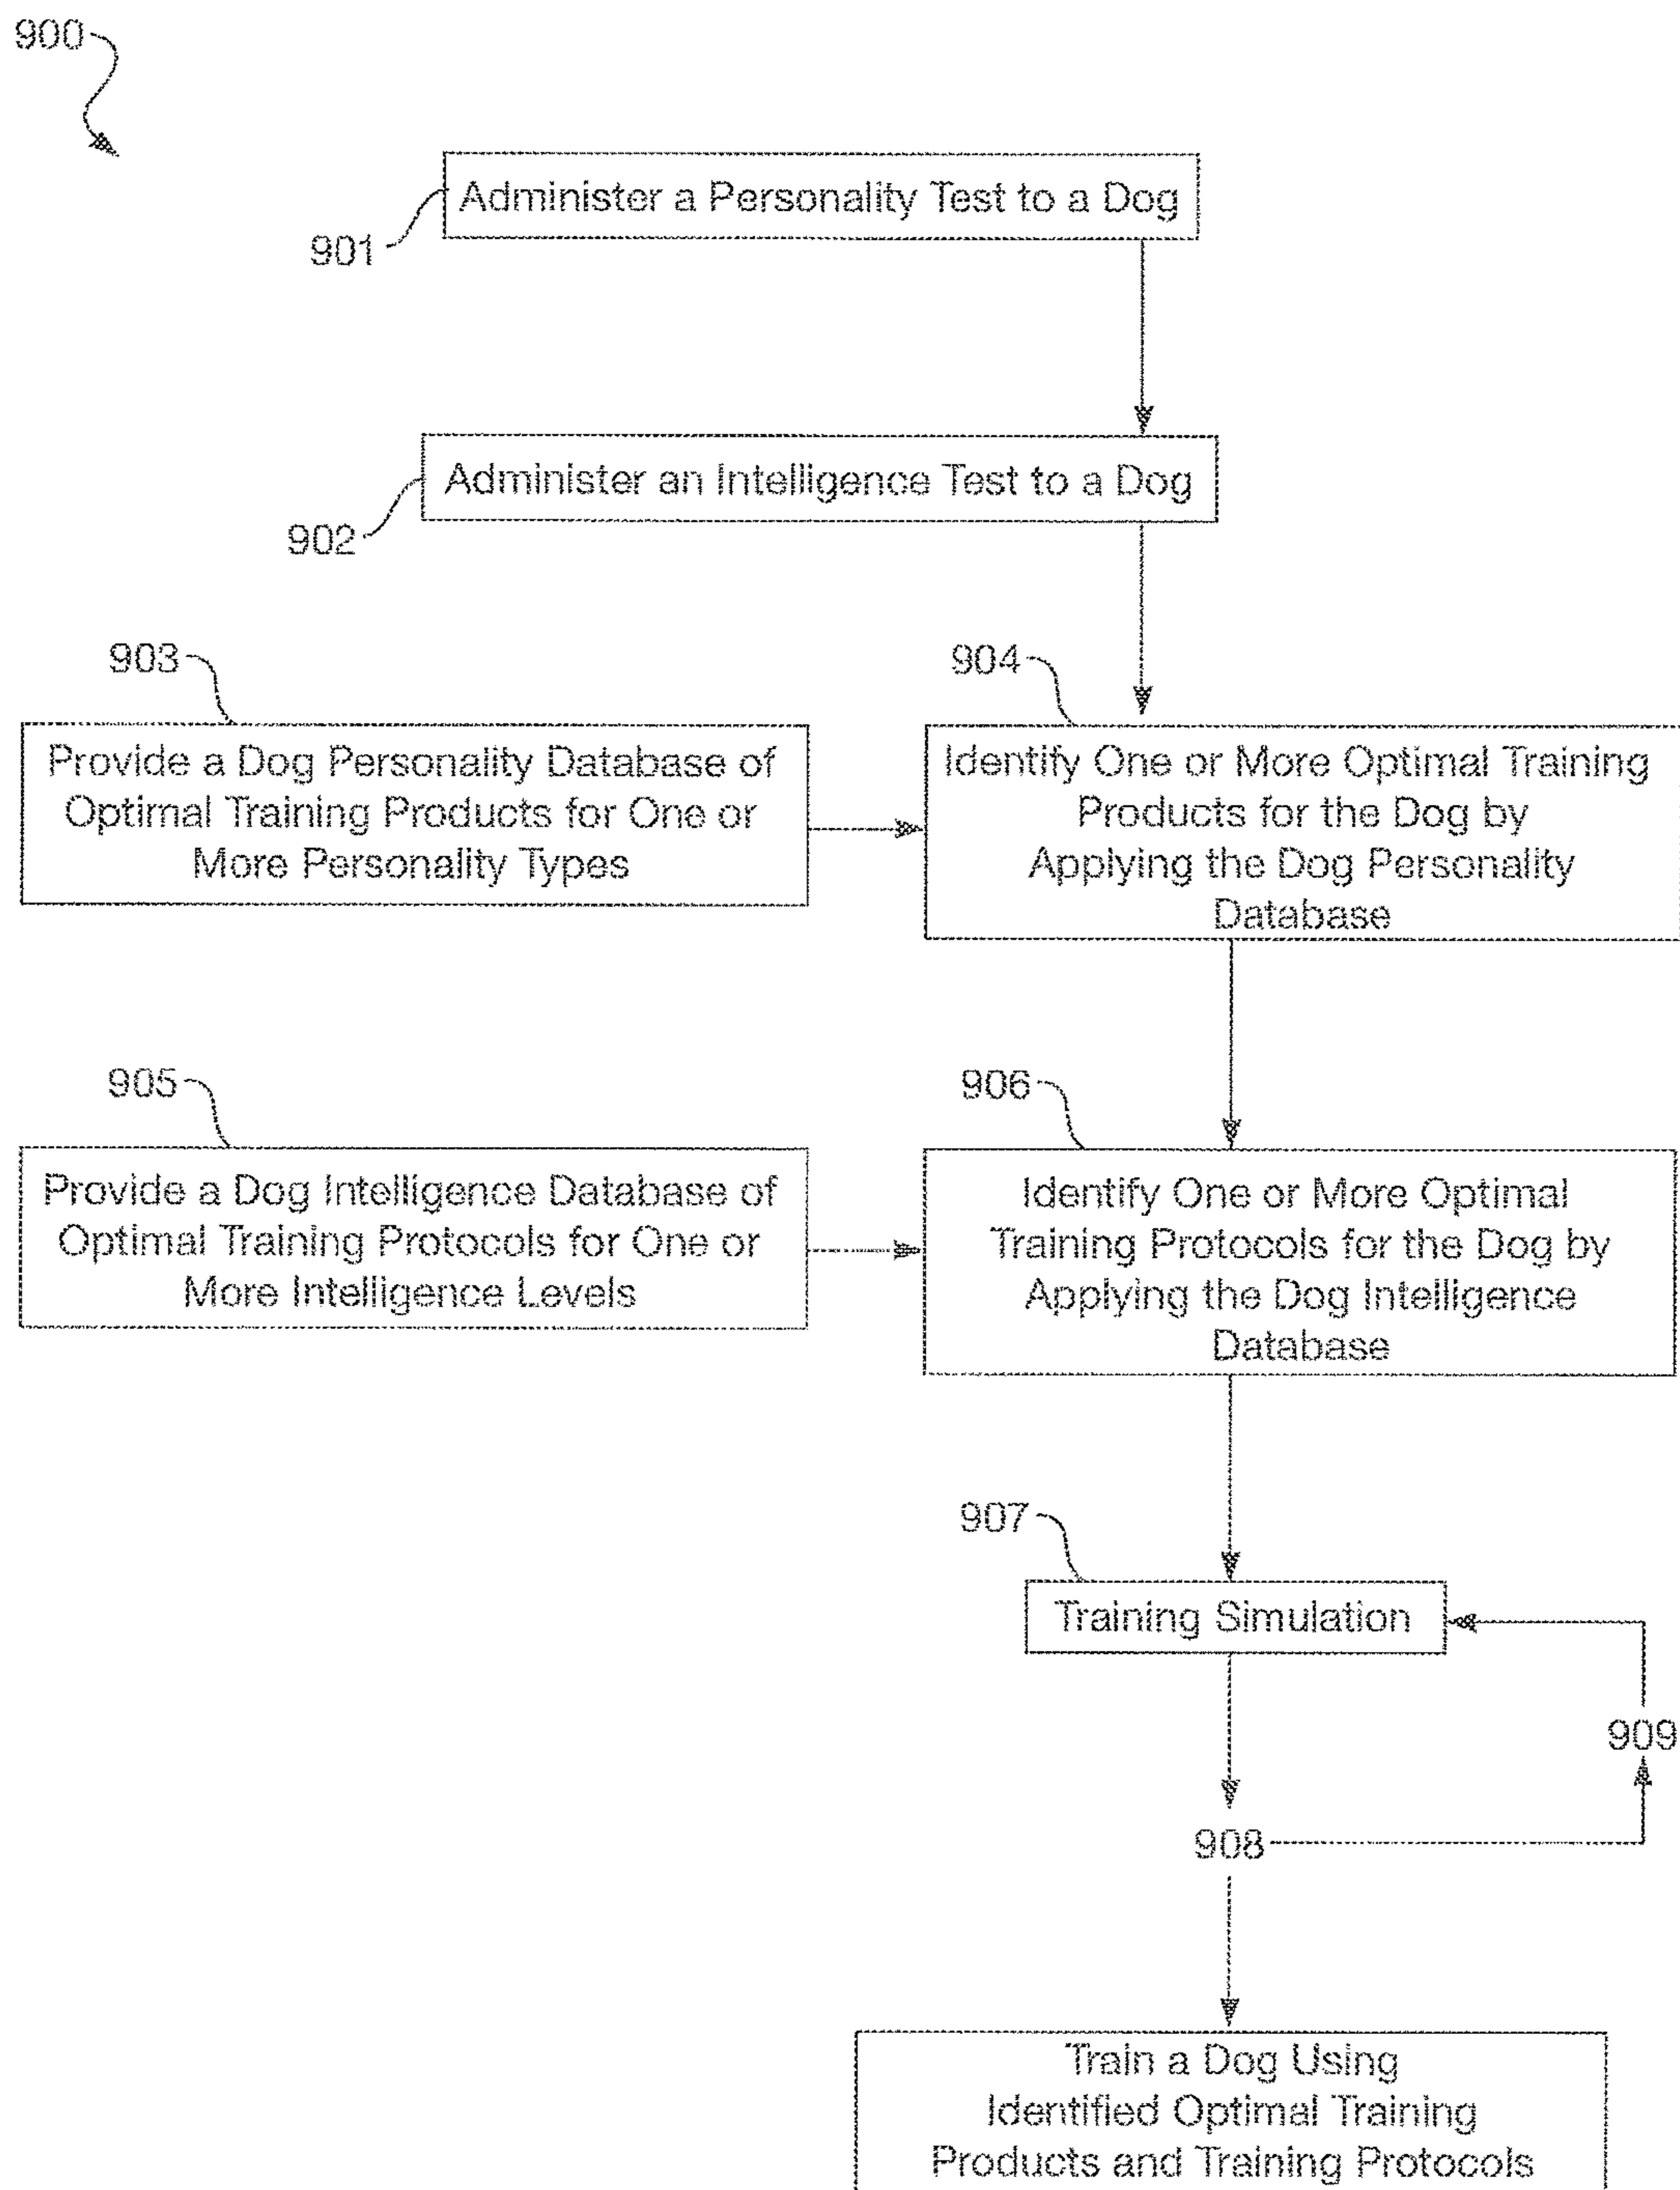 900
Administer a Personality Test to a Dog
901
Administer an Intelligence Test to a Dog
902
903
904
Provide a Dog Personality Database of
Optimal Training Products for One or
More Personality Types
Identify One or More Optimal Training
Products for the Dog by
Applying the Dog Personality
Database
905
906
Provide a Dog Intelligence Database of
Optimal Training Protocols for One or
More Intelligence Levels
Identify One or More Optimal
Training Protocols for the Dog by
Applying the Dog Intelligence
Database
907
Training Simulation
909
908
Train a Dog Using
Identified Optimal Training
Products and Training Protocols